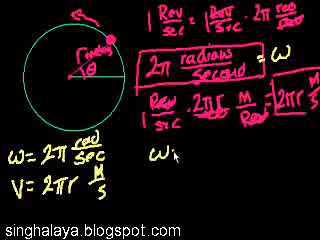 1 Rev/sec = 1 Rev/sec · 2π rad/Rev
2π radians/second = ω
1 Rev/sec · 2πr M/Rev = 2πr M/S
r
θ
ω = 2π rad/sec
V = 2πr M/S
ω
singhalaya.blogspot.com